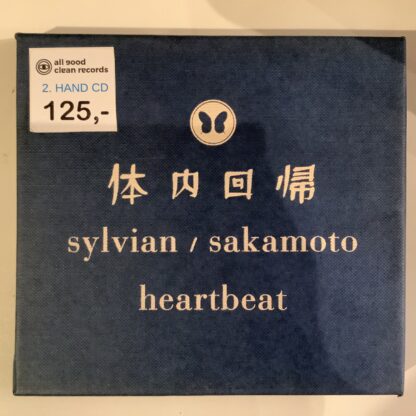 all good
clean records
2. HAND CD
125,-
体内回帰
sylvian / sakamoto
heartbeat